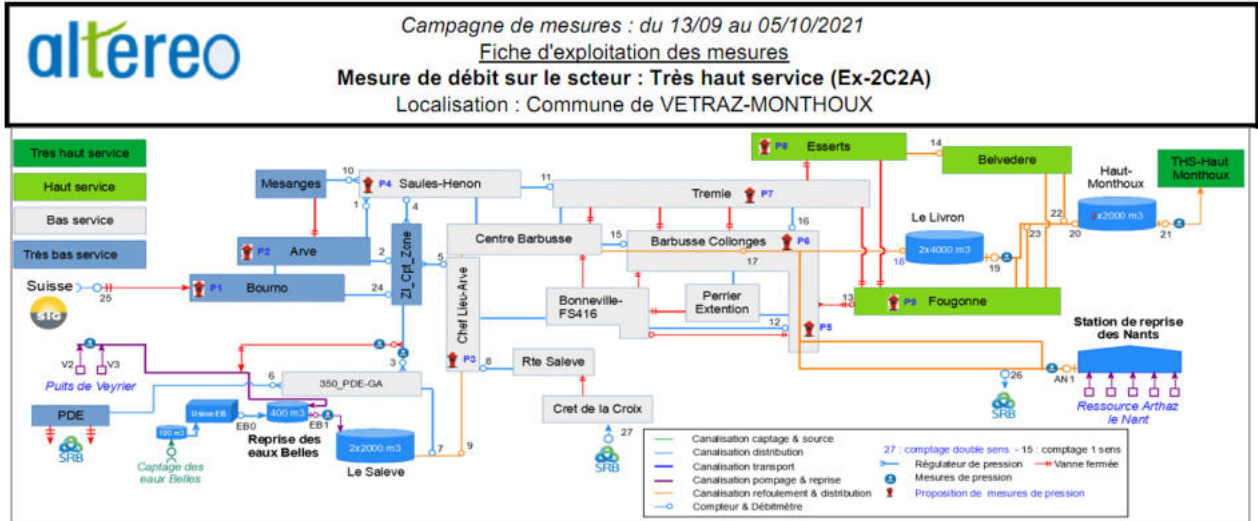 altereo
Campagne de mesures : du 13/09 au 05/10/2021
Fiche d'exploitation des mesures
Mesure de débit sur le scteur : Très haut service (Ex-2C2A)
Localisation : Commune de VETRAZ-MONTHOUX
Très haut service
Haut service
Bas service
Très bas service
Mesanges
10
P4 Saules-Henon
11
P8 Esserts
14
Belvedere
Haut-
Monthoux
THS-Haut
Monthoux
1
4
Tremie P7
2x2000 m3
22
23
20
21
P2 Arve
2
ZI_Cpt_Zone
Centre Barbusse
15
16
Barbusse Collonges P6
Le Livron
2x4000 m3
18
19
17
5
Suisse
SIG
25
P1 Bourno
24
Chef Lieu-Arve
P3
Bonneville-
FS416
Perrier
Extention
12
P5
13
P9 Fougonne
Station de reprise
des Nants
V2
V3
Puits de Veyrier
3
6
350_PDE-GA
8
Rte Saleve
26
SRB
AN1
Ressource Arthaz
le Nant
PDE
SRB
Usine EB
100 m3
EB0
400 m3
EB1
Captage des
eaux Belles
Reprise des
eaux Belles
2x2000 m3
Le Saleve
7
9
Cret de la Croix
27
SRB
Canalisation captage & source
Canalisation distribution
Canalisation transport
Canalisation pompage & reprise
Canalisation refoulement & distribution
Compteur & Débitmètre
27 : comptage double sens - 15 : comptage 1 sens
Régulateur de pression
Vanne fermée
Mesures de pression
Proposition de mesures de pression